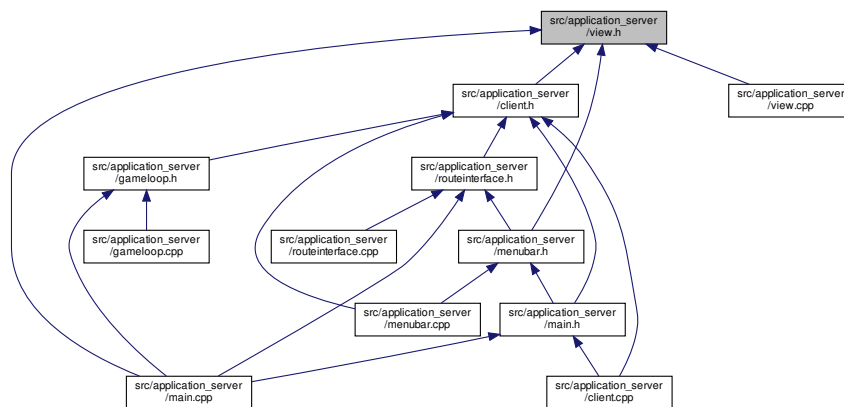 src/application_server
/view.h
src/application_server
/client.h
src/application_server
/view.cpp
src/application_server
/gameloop.h
src/application_server
/routeinterface.h
src/application_server
/gameloop.cpp
src/application_server
/routeinterface.cpp
src/application_server
/menubar.h
src/application_server
/menubar.cpp
src/application_server
/main.h
src/application_server
/main.cpp
src/application_server
/client.cpp